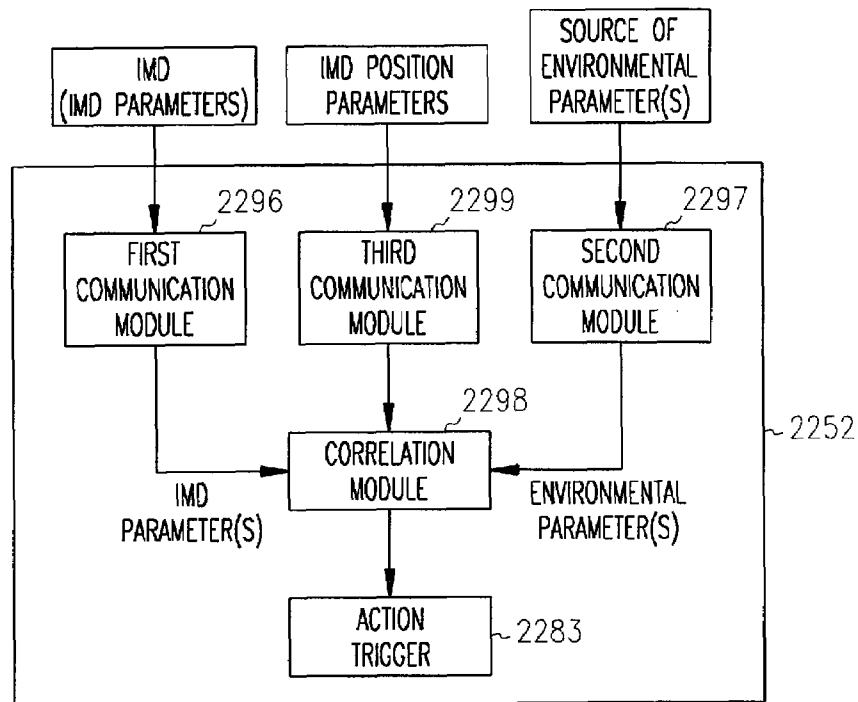 IMD
(IMD PARAMETERS)
IMD POSITION
PARAMETERS
SOURCE OF
ENVIRONMENTAL
PARAMETER(S)
2296
FIRST
COMMUNICATION
MODULE
2299
THIRD
COMMUNICATION
MODULE
2297
SECOND
COMMUNICATION
MODULE
2298
CORRELATION
MODULE
2252
IMD
PARAMETER(S)
ENVIRONMENTAL
PARAMETER(S)
ACTION
TRIGGER
2283